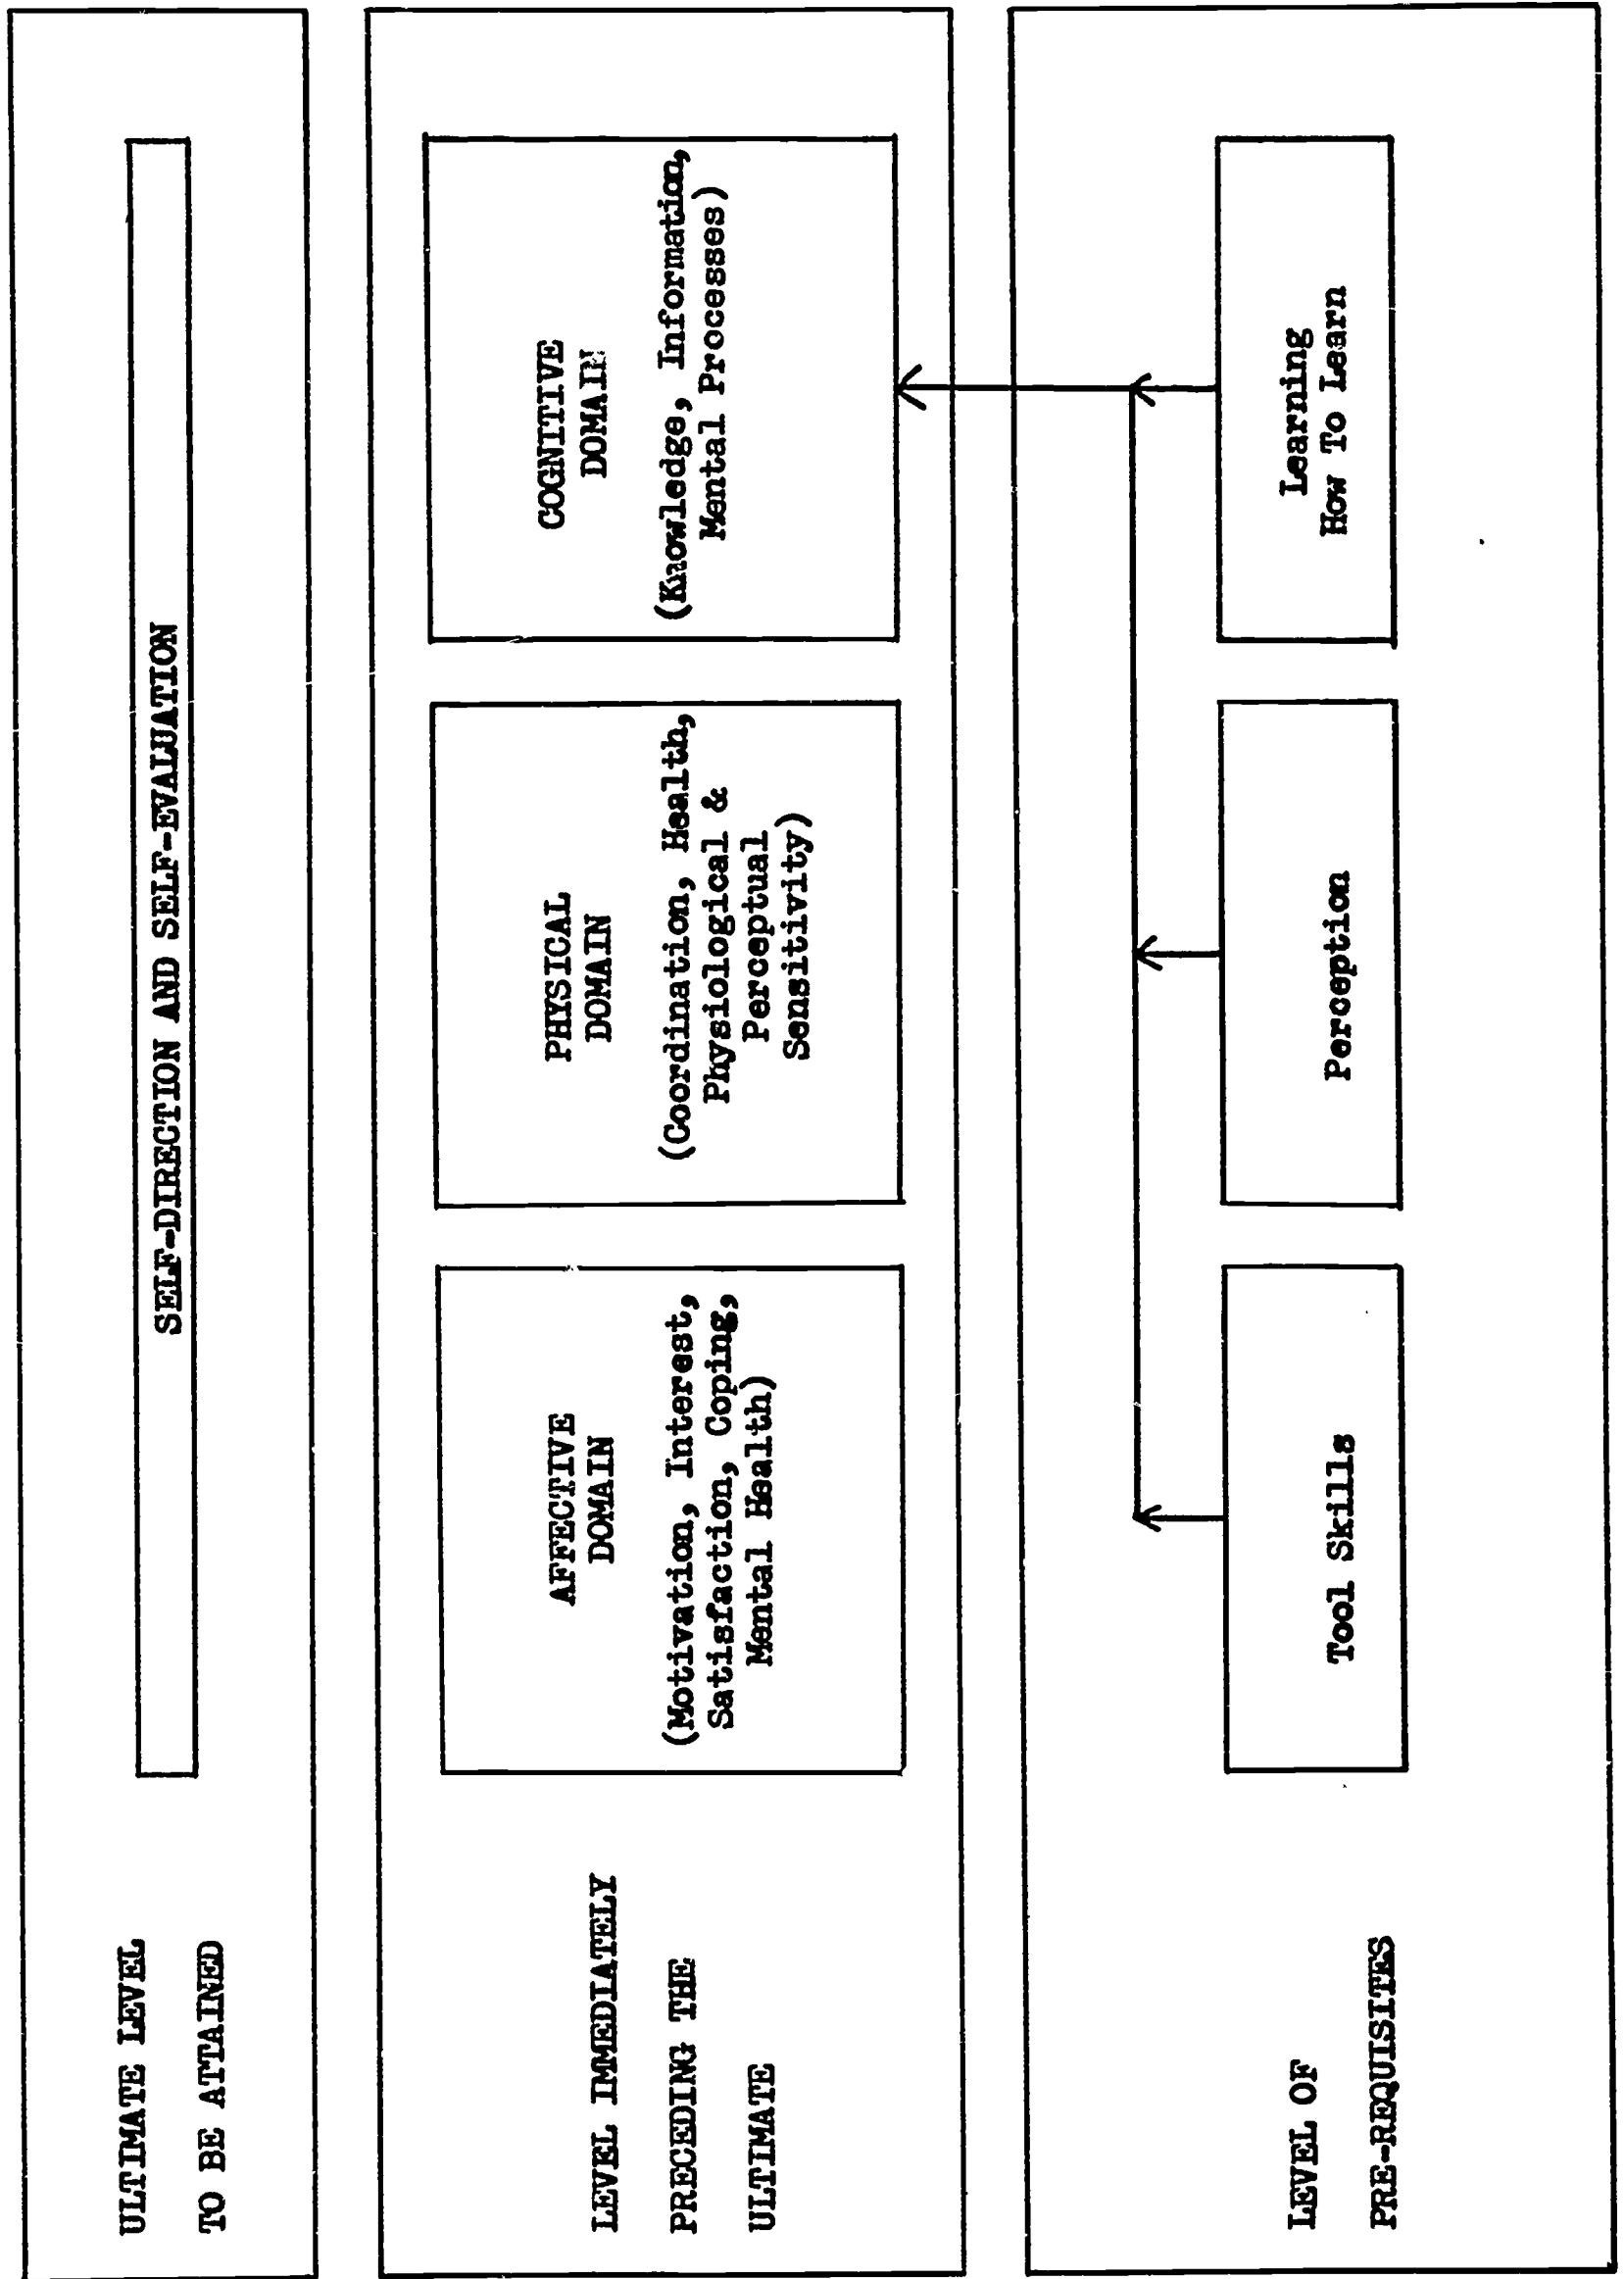 ULTIMATE LEVEL
TO BE ATTAINED
SELF-DIRECTION AND SELF-EVALUATION
LEVEL IMMEDIATELY
PRECEDING THE
ULTIMATE
AFFECTIVE
DOMAIN
(Motivation, Interest,
Satisfaction, Coping,
Mental Health)
PHYSICAL
DOMAIN
(Coordination, Health,
Physiological &
Perceptual
Sensitivity)
COGNITIVE
DOMAIN
(Knowledge, Information,
Mental Processes)
LEVEL OF
PRE-REQUISITES
Tool Skills
Perception
Learning
How To Learn